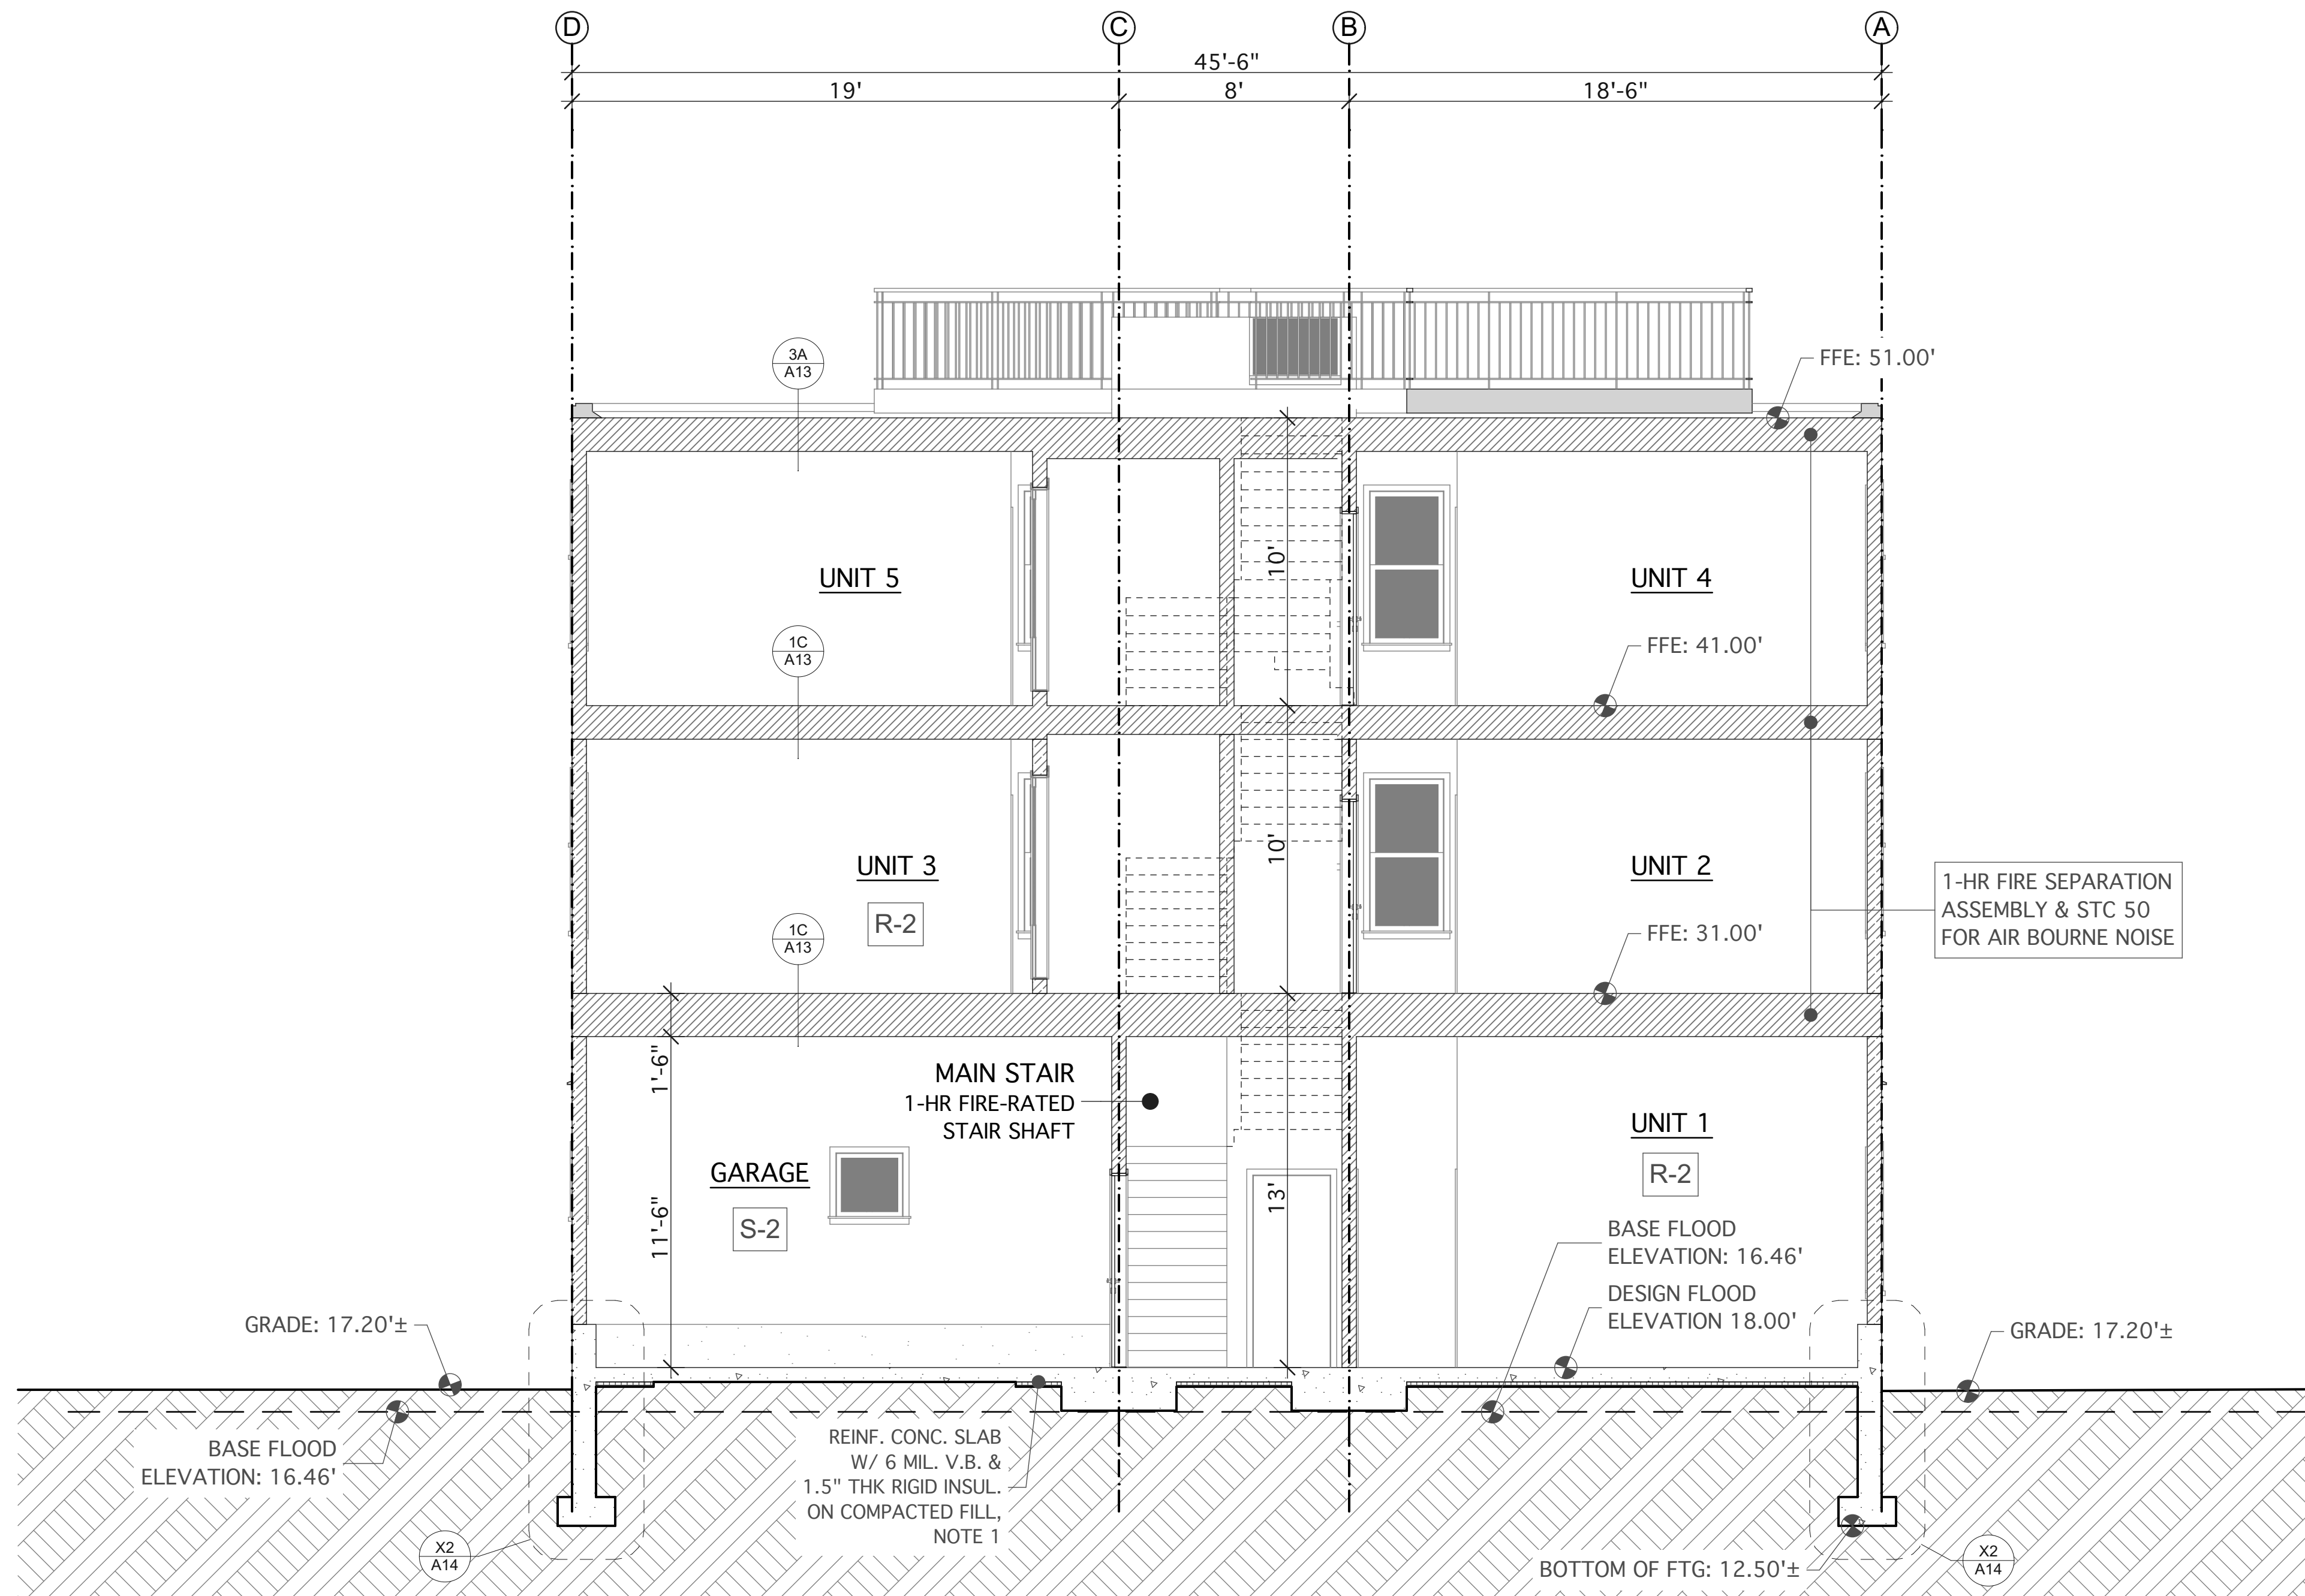 D
C
B
A
45'-6"
19'
8'
18'-6"
3A
A13
FFE: 51.00'
UNIT 5
10'
UNIT 4
1C
A13
FFE: 41.00'
UNIT 3
R-2
10'
UNIT 2
1-HR FIRE SEPARATION
ASSEMBLY & STC 50
FOR AIR BOURNE NOISE
1C
A13
FFE: 31.00'
1'-6"
MAIN STAIR
1-HR FIRE-RATED
STAIR SHAFT
UNIT 1
R-2
GARAGE
S-2
11'-6"
13'
BASE FLOOD
ELEVATION: 16.46'
DESIGN FLOOD
ELEVATION 18.00'
GRADE: 17.20'±
GRADE: 17.20'±
BASE FLOOD
ELEVATION: 16.46'
REINF. CONC. SLAB
W/ 6 MIL. V.B. &
1.5" THK RIGID INSUL.
ON COMPACTED FILL,
NOTE 1
X2
A14
BOTTOM OF FTG: 12.50'±
X2
A14